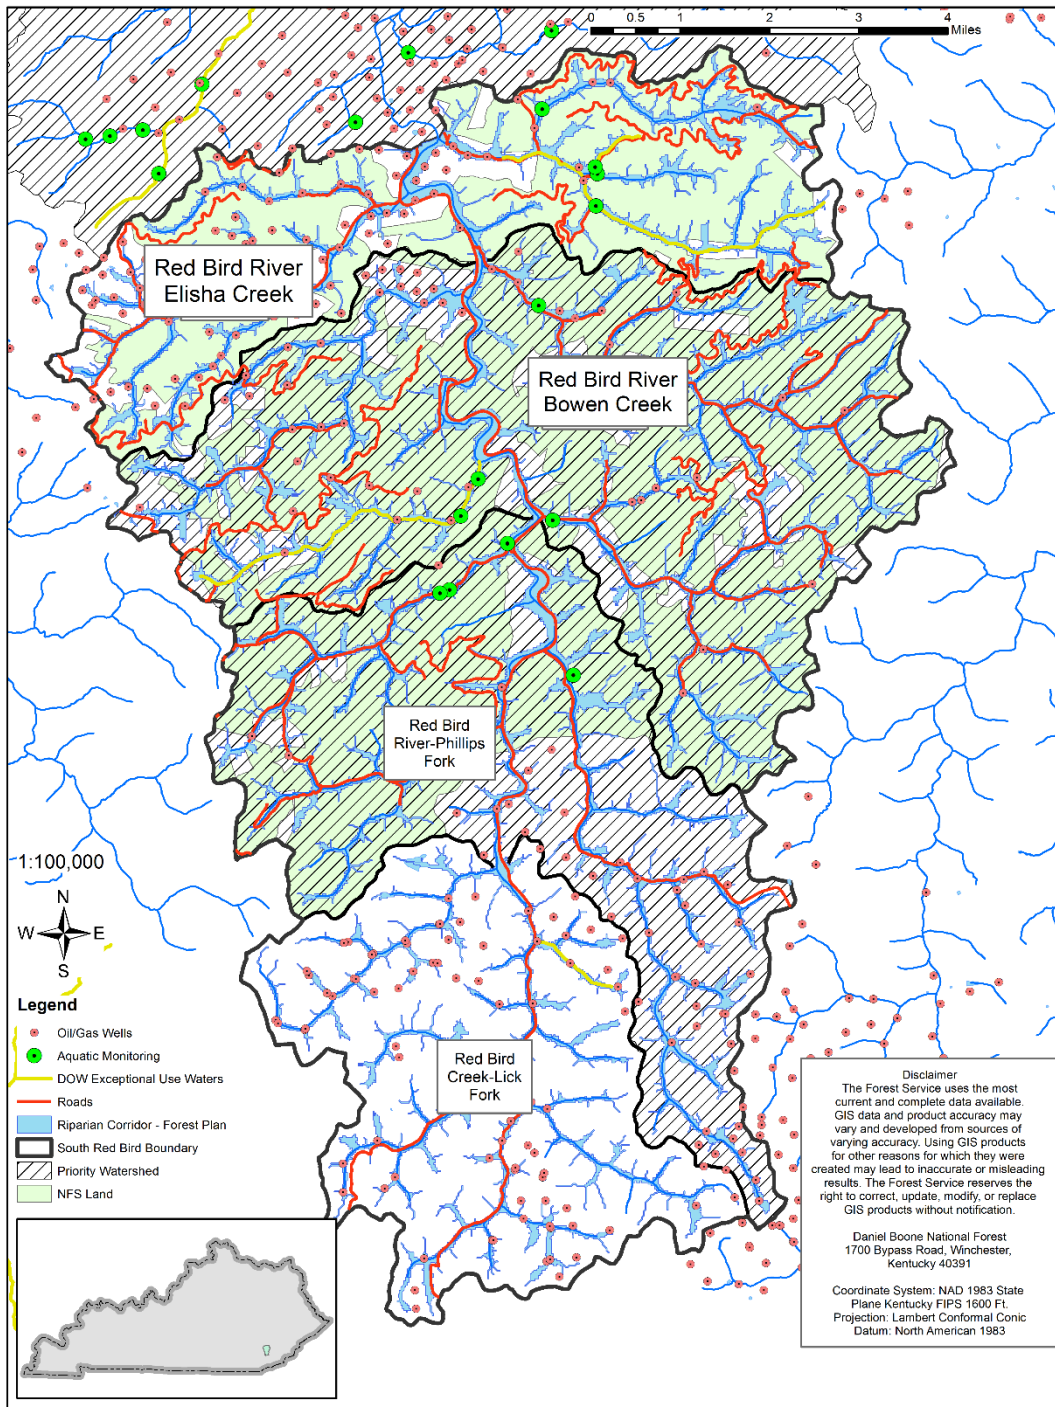 0 0.5 1 2 3 4
Miles
Red Bird River
Elisha Creek
Red Bird River
Bowen Creek
Red Bird
River-Phillips
Fork
1:100,000
N
W E
S
Legend
Oil/Gas Wells
Aquatic Monitoring
DOW Exceptional Use Waters
Roads
Riparian Corridor - Forest Plan
South Red Bird Boundary
Priority Watershed
NFS Land
Red Bird
Creek-Lick
Fork
Disclaimer
The Forest Service uses the most
current and complete data available.
GIS data and product accuracy may
vary and developed from sources of
varying accuracy. Using GIS products
for other reasons for which they were
created may lead to inaccurate or misleading
results. The Forest Service reserves the
right to correct, update, modify, or replace
GIS products without notification.
Daniel Boone National Forest
1700 Bypass Road, Winchester,
Kentucky 40391
Coordinate System: NAD 1983 State
Plane Kentucky FIPS 1600 Ft.
Projection: Lambert Conformal Conic
Datum: North American 1983